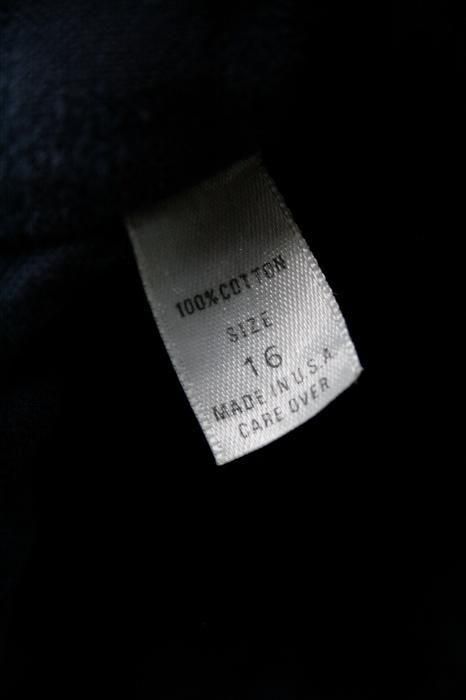 100% COTTON
SIZE
16
MADE IN U.S.A
CARE OVER